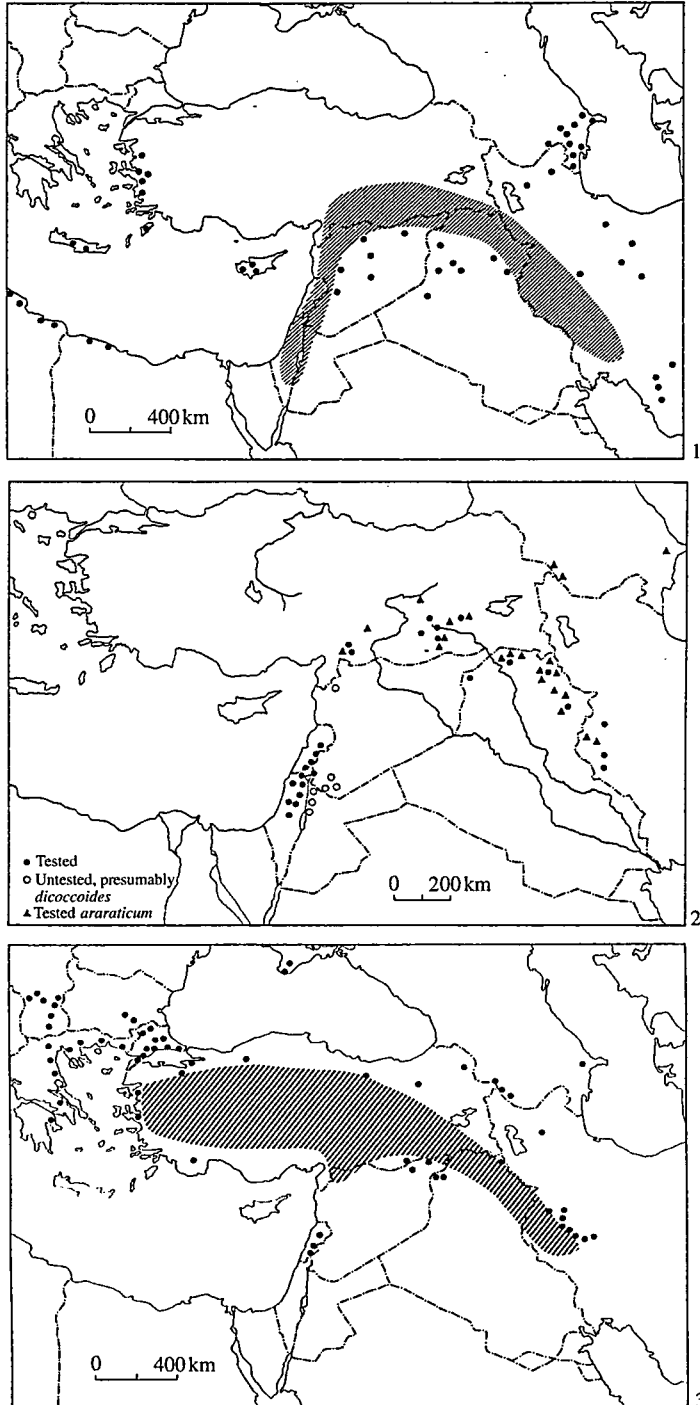 0 400 km
1
• Tested
○ Untested, presumably
dicoccoides
▲ Tested araraticum
0 200 km
2
0 400 km
3